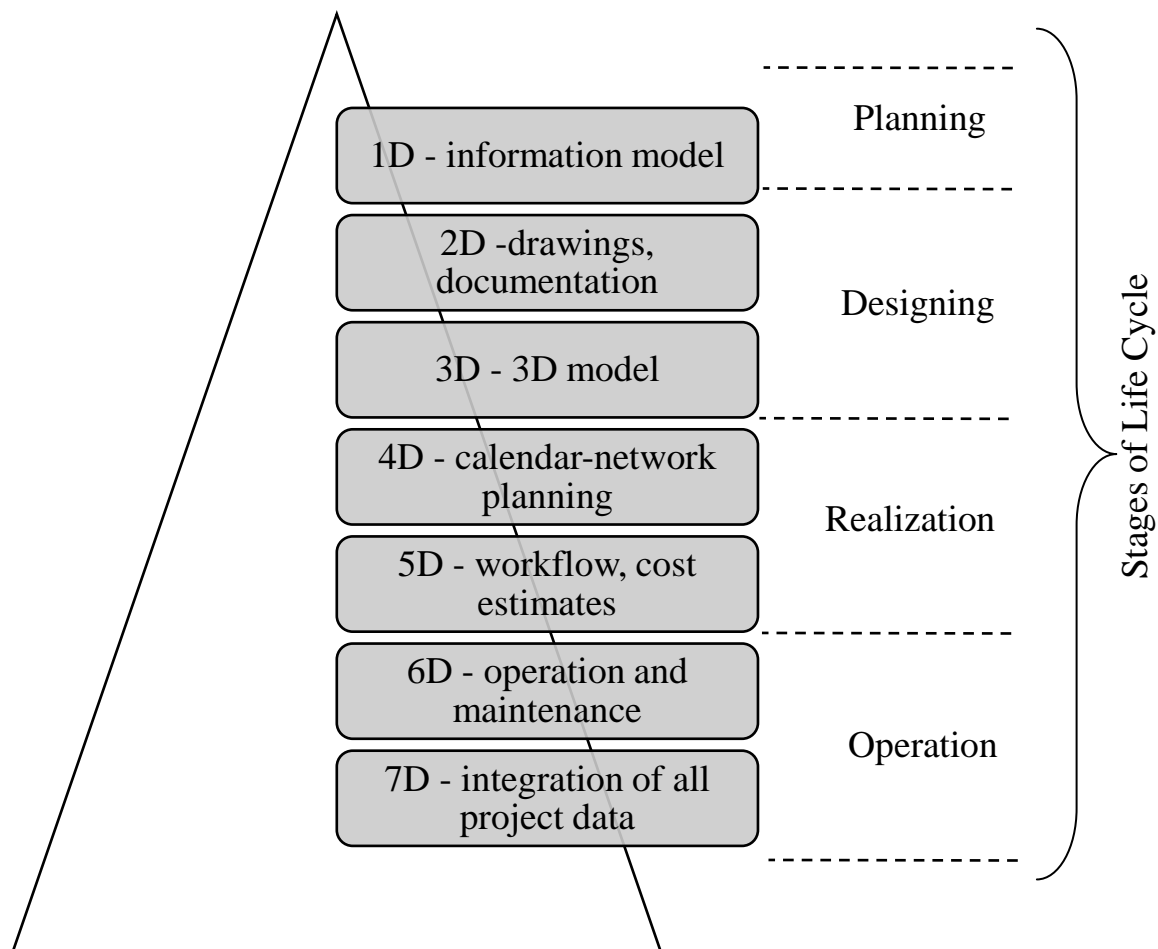 Planning
1D - information model
2D -drawings,
documentation
Designing
3D - 3D model
4D - calendar-network
planning
Realization
5D - workflow, cost
estimates
6D - operation and
maintenance
Operation
7D - integration of all
project data
Stages of Life Cycle